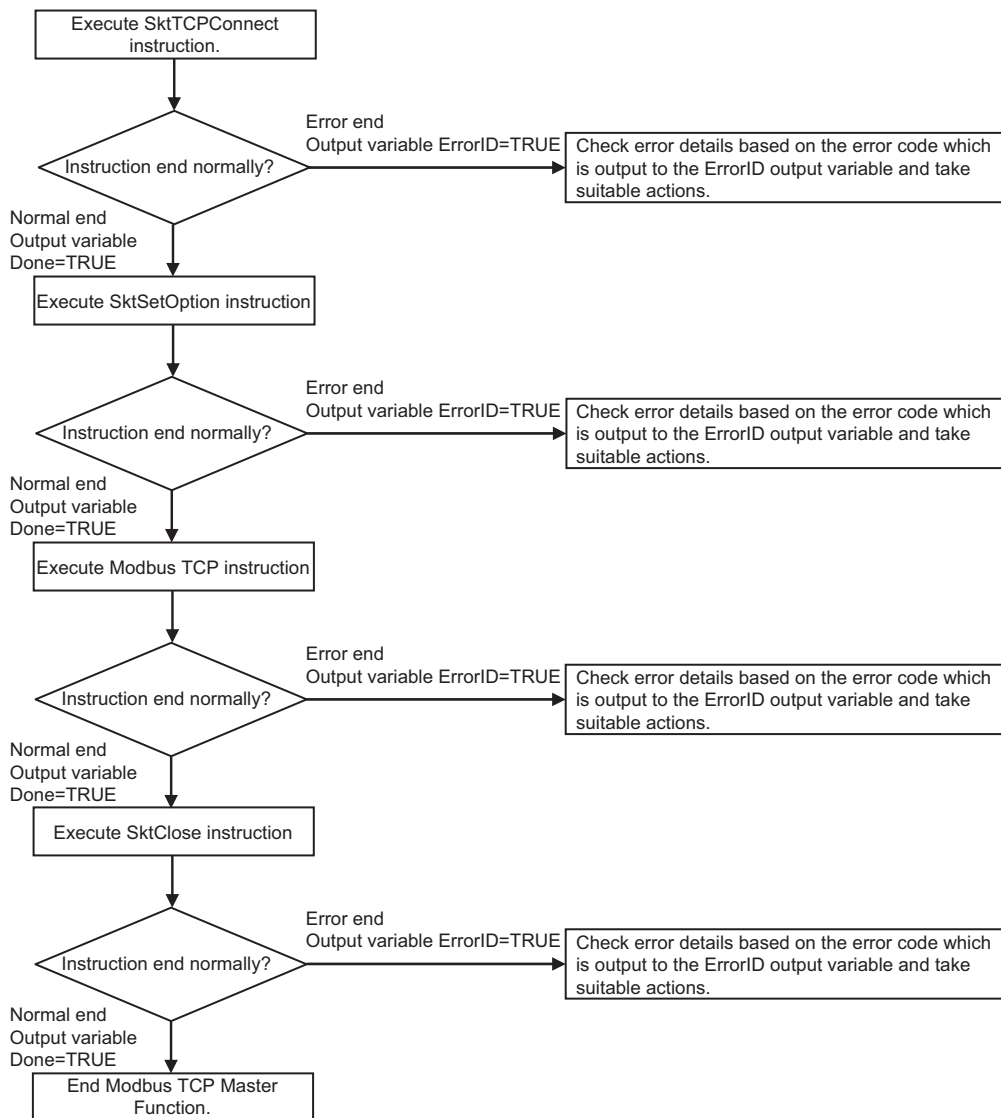 Execute SktTCPConnect
instruction.
Instruction end normally?
Error end
Output variable ErrorID=TRUE
Check error details based on the error code which
is output to the ErrorID output variable and take
suitable actions.
Normal end
Output variable
Done=TRUE
Execute SktSetOption instruction
Instruction end normally?
Error end
Output variable ErrorID=TRUE
Check error details based on the error code which
is output to the ErrorID output variable and take
suitable actions.
Normal end
Output variable
Done=TRUE
Execute Modbus TCP instruction
Instruction end normally?
Error end
Output variable ErrorID=TRUE
Check error details based on the error code which
is output to the ErrorID output variable and take
suitable actions.
Normal end
Output variable
Done=TRUE
Execute SktClose instruction
Instruction end normally?
Error end
Output variable ErrorID=TRUE
Check error details based on the error code which
is output to the ErrorID output variable and take
suitable actions.
Normal end
Output variable
Done=TRUE
End Modbus TCP Master
Function.